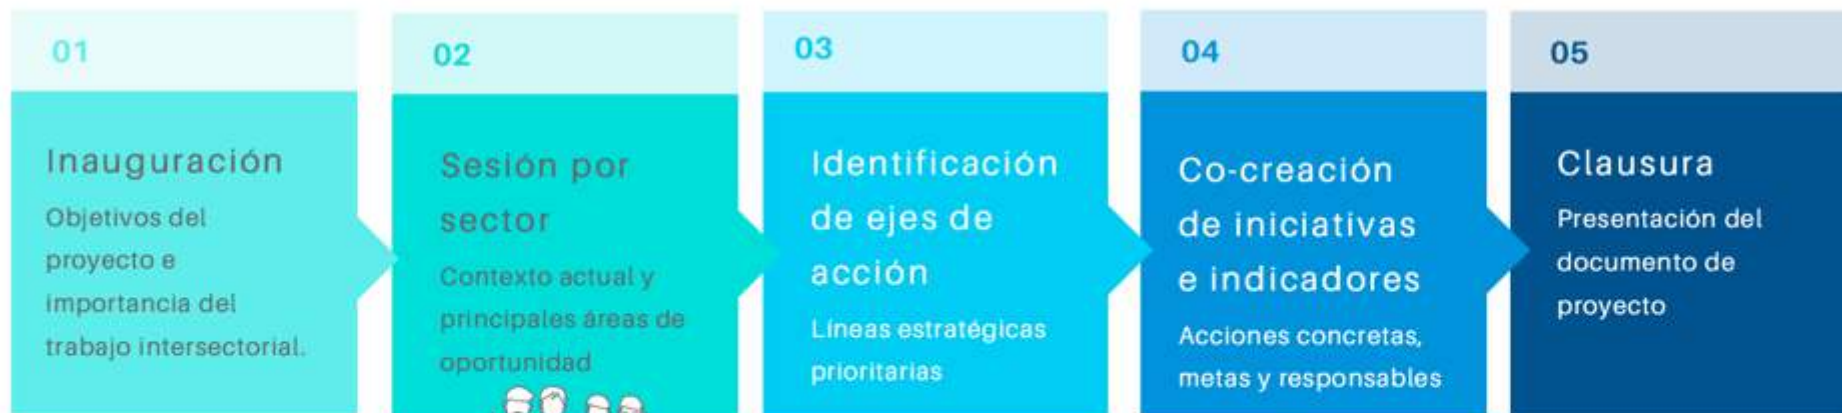 01
Inauguración
Objetivos del
proyecto e
importancia del
trabajo intersectorial.
02
Sesión por
sector
Contexto actual y
principales áreas de
oportunidad
03
Identificación
de ejes de
acción
Líneas estratégicas
prioritarias
04
Co-creación
de iniciativas
e indicadores
Acciones concretas,
metas y responsables
05
Clausura
Presentación del
documento de
proyecto